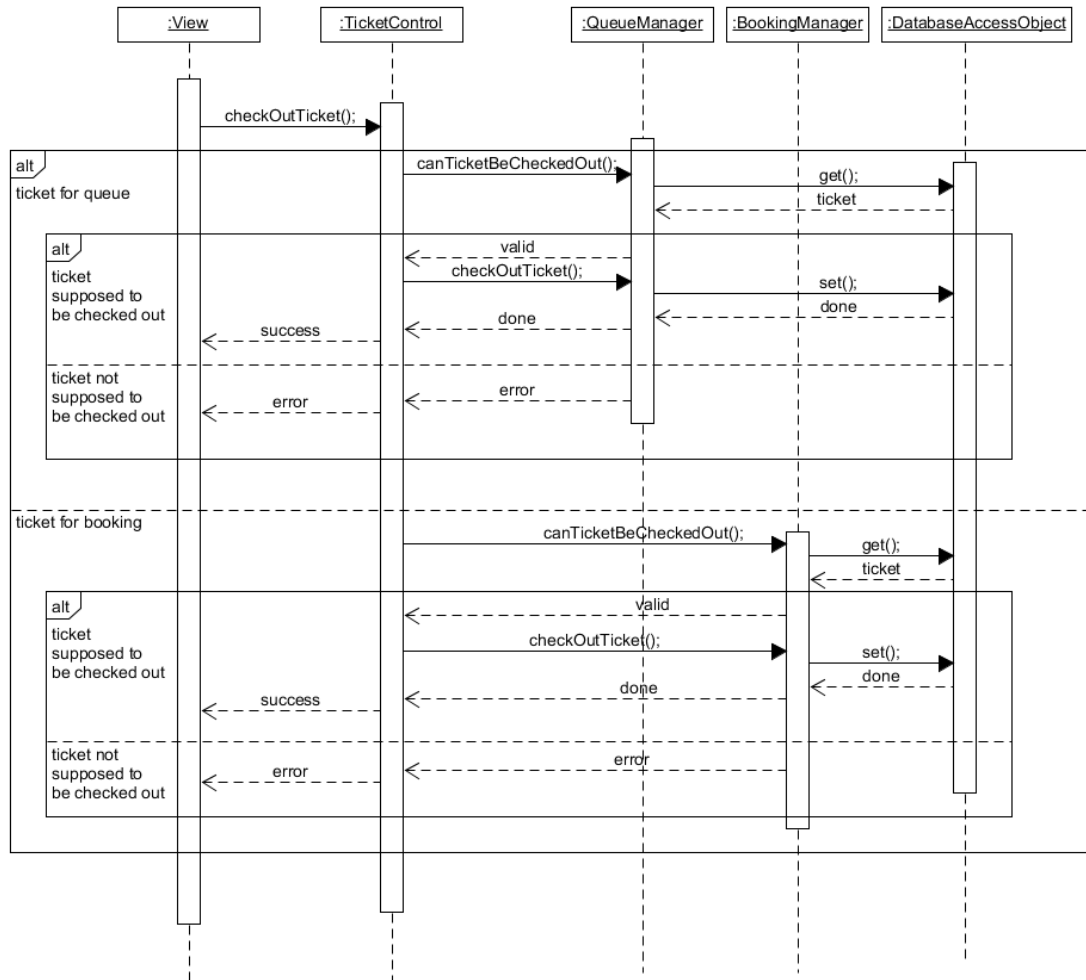 :View
:TicketControl
:QueueManager
:BookingManager
:DatabaseAccessObject
checkOutTicket();
alt
canTicketBeCheckedOut();
get();
ticket for queue
ticket
alt
valid
ticket
supposed to
be checked out
checkOutTicket();
set();
done
done
success
ticket not
supposed to
be checked out
error
error
ticket for booking
canTicketBeCheckedOut();
get();
ticket
alt
valid
ticket
supposed to
be checked out
checkOutTicket();
set();
done
done
success
ticket not
supposed to
be checked out
error
error